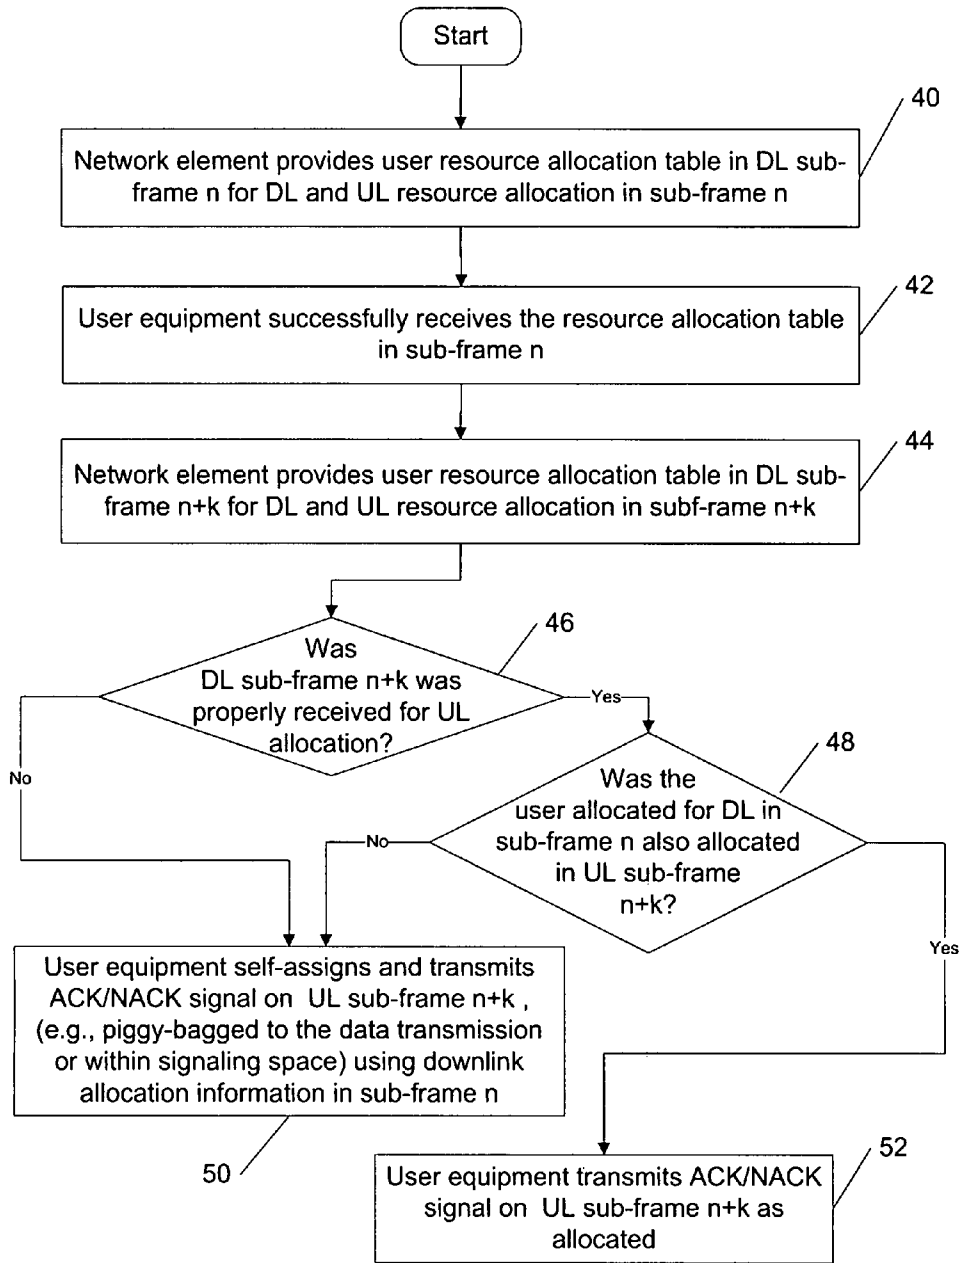 Start
40
Network element provides user resource allocation table in DL sub-
frame n for DL and UL resource allocation in sub-frame n
42
User equipment successfully receives the resource allocation table
in sub-frame n
44
Network element provides user resource allocation table in DL sub-
frame n+k for DL and UL resource allocation in subf-rame n+k
46
Was
DL sub-frame n+k was
properly received for UL
allocation?
Yes
No
48
Was the
user allocated for DL in
sub-frame n also allocated
in UL sub-frame
n+k?
No
Yes
User equipment self-assigns and transmits
ACK/NACK signal on UL sub-frame n+k ,
(e.g., piggy-bagged to the data transmission
or within signaling space) using downlink
allocation information in sub-frame n
50
52
User equipment transmits ACK/NACK
signal on UL sub-frame n+k as
allocated